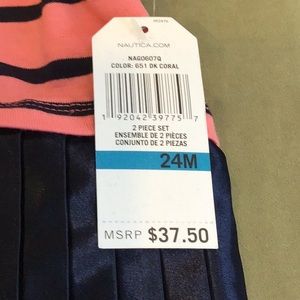 NAUTICA.COM
NAG0607Q
COLOR: 651 DK CORAL
1 92042 39775 7
2 PIECE SET
ENSEMBLE DE 2 PIÈCES
CONJUNTO DE 2 PIEZAS
24M
MSRP $37.50